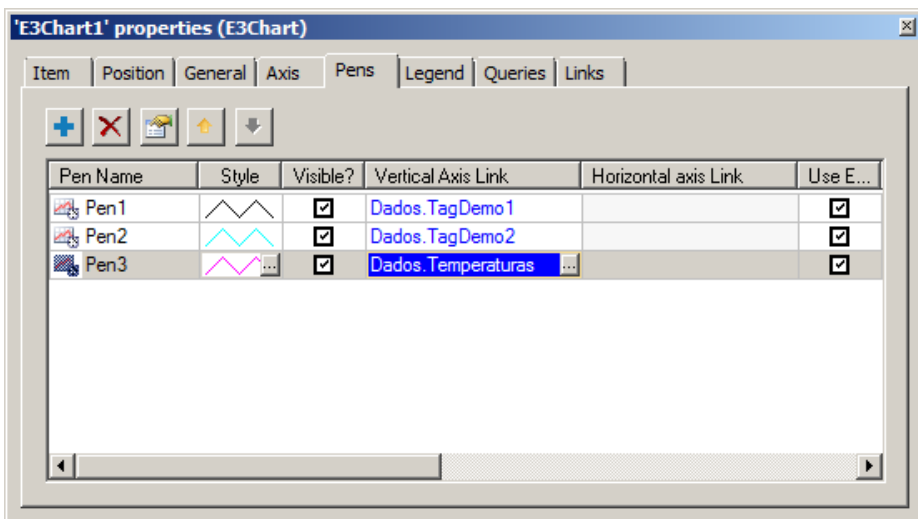 'E3Chart1' properties (E3Chart)
Item Position General Axis Pens Legend Queries Links
Pen Name Style Visible? Vertical Axis Link Horizontal axis Link Use E...
Pen1 Dados.TagDemo1
Pen2 Dados.TagDemo2
Pen3 ... Dados.Temperaturas ...